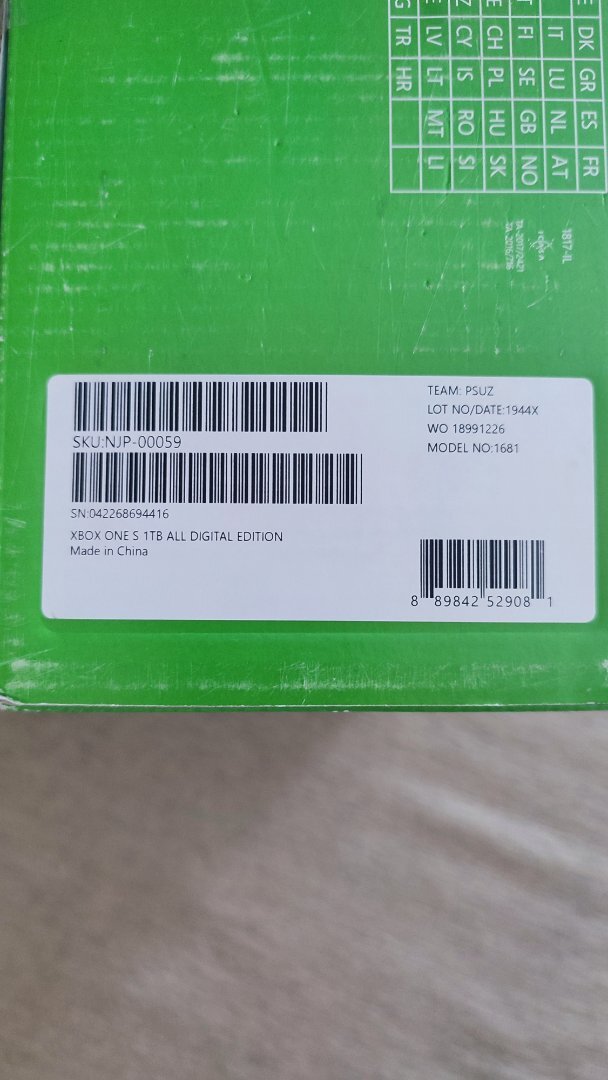 DK GR ES FR
IT LU NL AT
FI SE GB NO
CH PL HU SK
CY IS RO SI
LV LT MT LI
TR HR
1817-IL
SKU:NJP-00059
SN:042268694416
XBOX ONE S 1TB ALL DIGITAL EDITION
Made in China
TEAM: PSUZ
LOT NO/DATE:1944X
WO 18991226
MODEL NO:1681
8 89842 52908 1